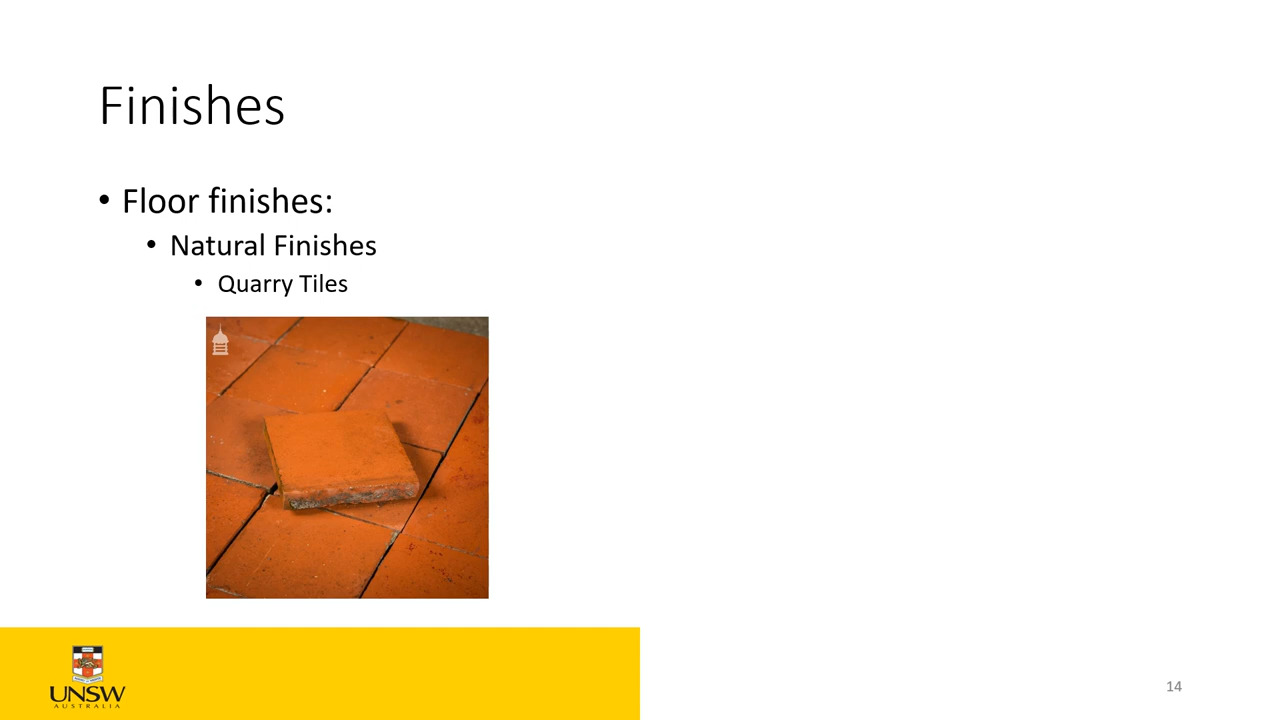 Finishes
• Floor finishes:
• Natural Finishes
• Quarry Tiles
UNSW
AUSTRALIA
14